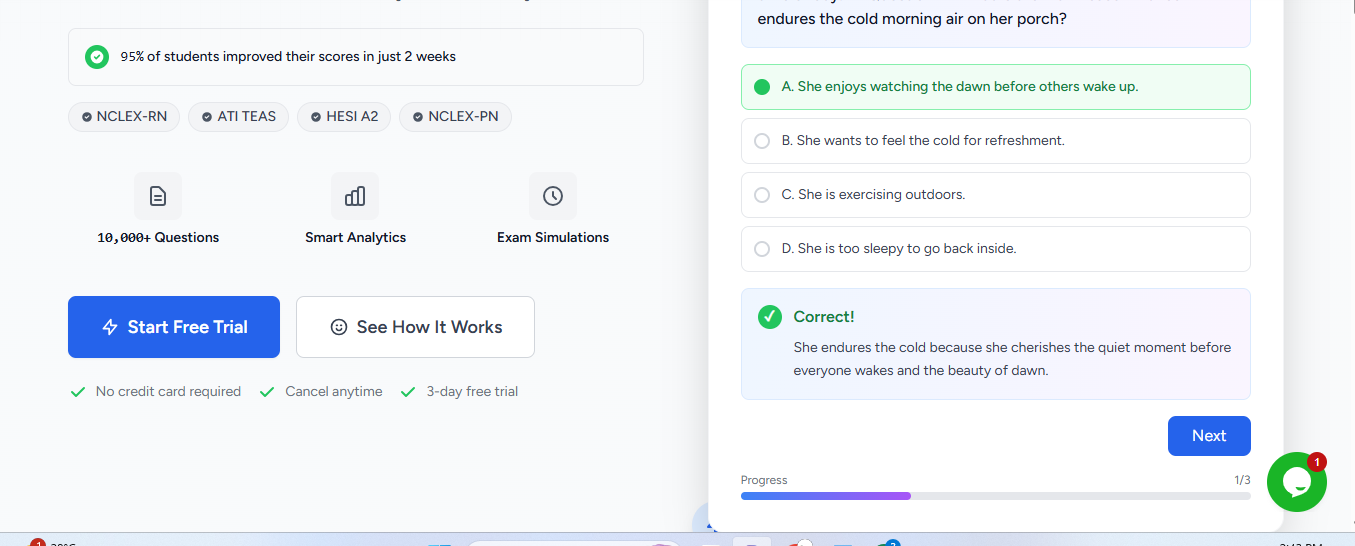 endures the cold morning air on her porch?
95% of students improved their scores in just 2 weeks
NCLEX-RN
ATI TEAS
HESI A2
NCLEX-PN
10,000+ Questions
Smart Analytics
Exam Simulations
Start Free Trial
See How It Works
No credit card required
Cancel anytime
3-day free trial
A. She enjoys watching the dawn before others wake up.
B. She wants to feel the cold for refreshment.
C. She is exercising outdoors.
D. She is too sleepy to go back inside.
Correct!
She endures the cold because she cherishes the quiet moment before
everyone wakes and the beauty of dawn.
Next
Progress
1/3
1